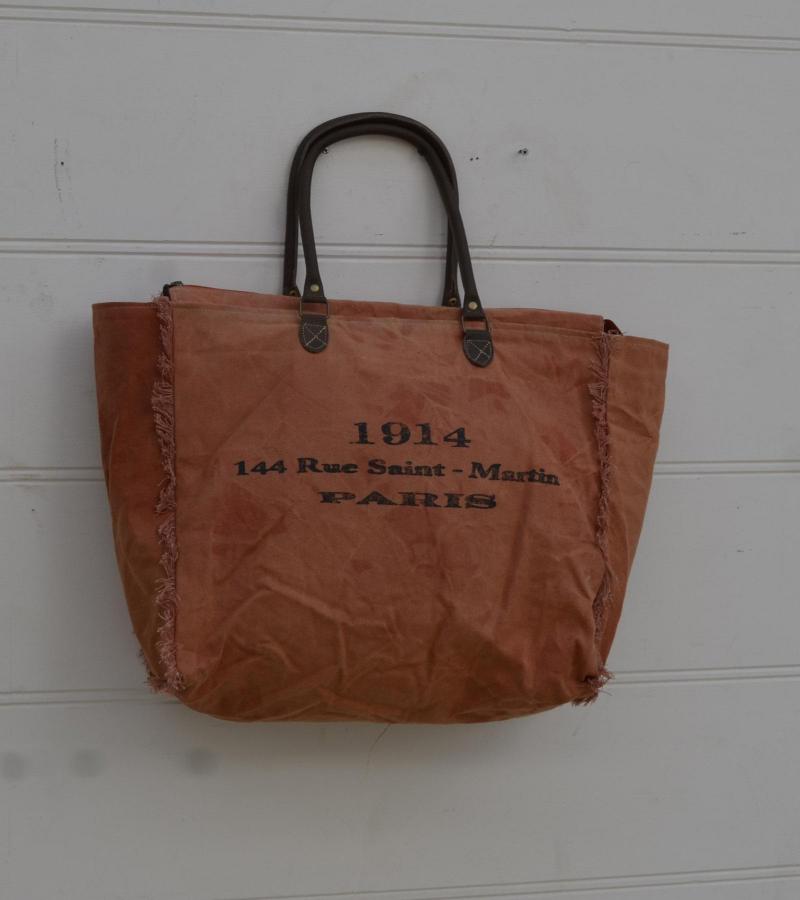 1914
144 Rue Saint - Martin
PARIS